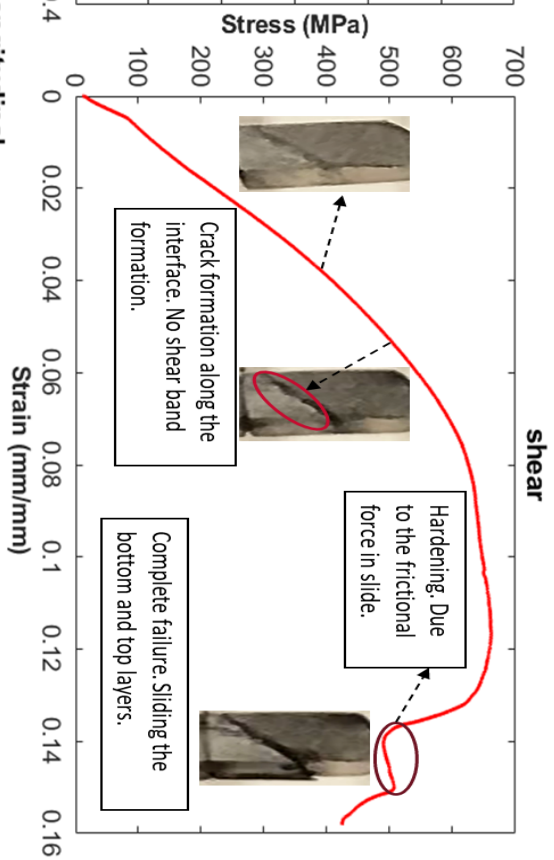 shear
Stress (MPa)
700
600
500
400
300
200
100
0
0
0.02
0.04
0.06
0.08
0.1
0.12
0.14
0.16
Strain (mm/mm)
Crack formation along the
interface. No shear band
formation.
Hardening. Due
to the frictional
force in slide.
Complete failure. Sliding the
bottom and top layers.